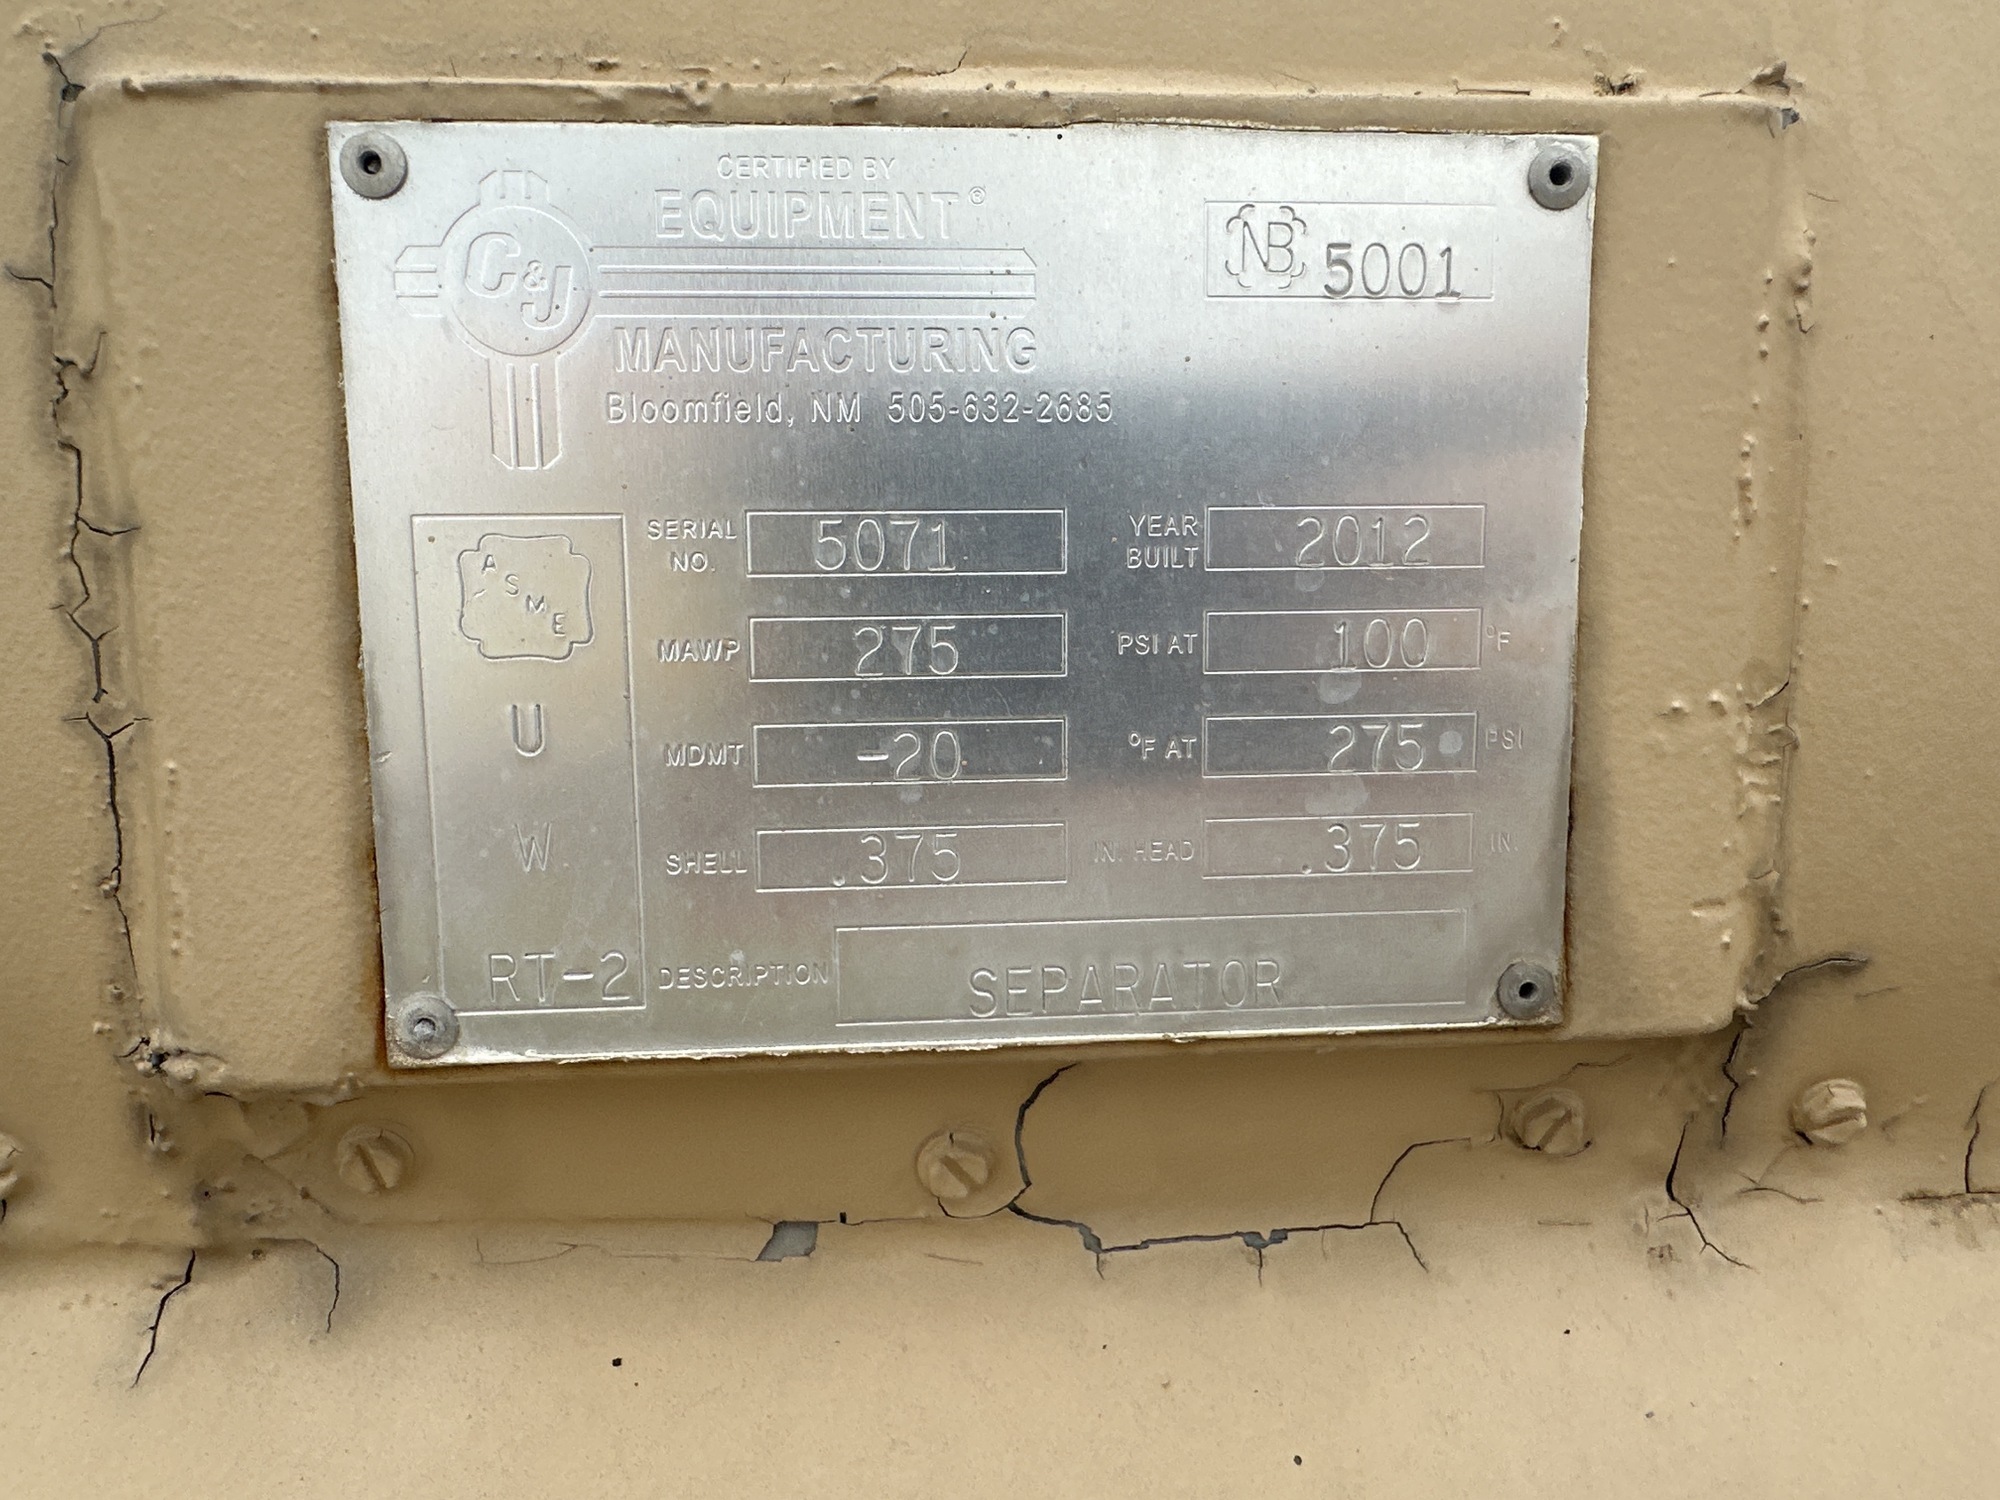 CERTIFIED BY
EQUIPMENT®
C&J
MANUFACTURING
Bloomfield, NM 505-632-2685
NB 5001
ASME
U
W
RT-2
SERIAL NO. 5071 YEAR BUILT 2012
MAWP 275 PSI AT 100 °F
MDMT -20 °F AT 275 PSI
SHELL .375 IN. HEAD .375 IN.
DESCRIPTION SEPARATOR